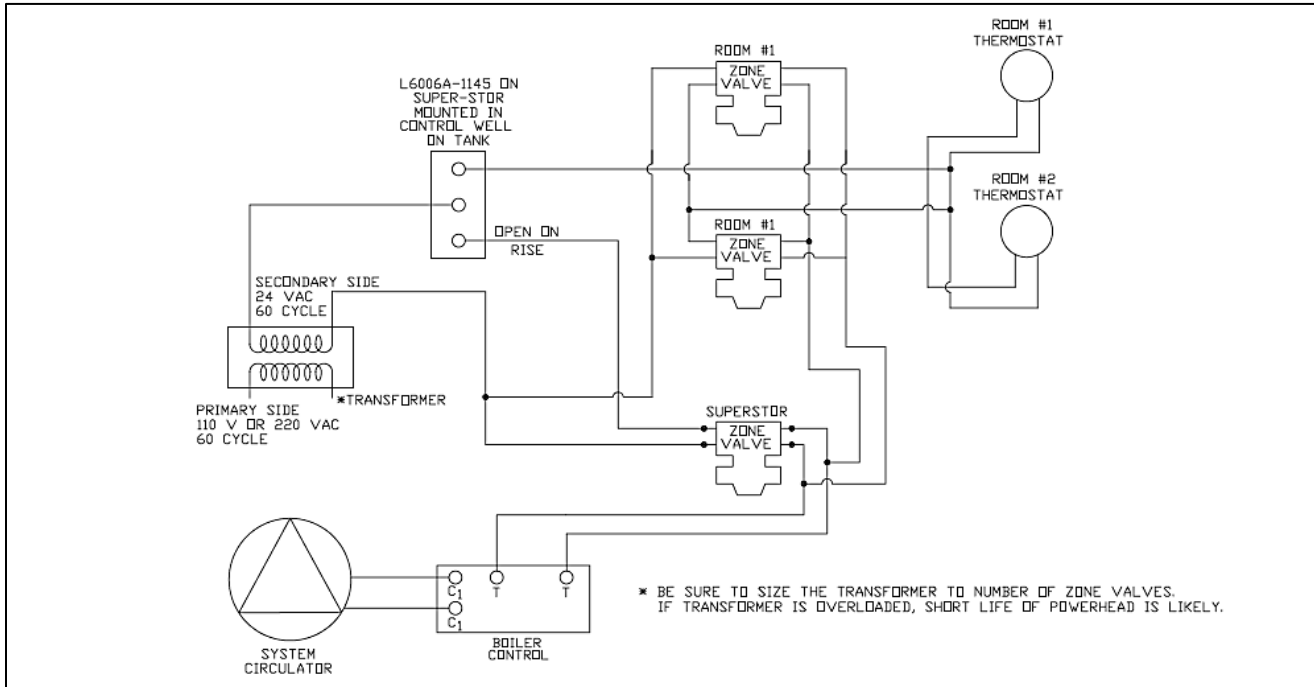 ROOM #1
THERMOSTAT
ROOM #1
ZONE
VALVE
L6006A-1145 ON
SUPER-STOR
MOUNTED IN
CONTROL WELL
ON TANK
ROOM #2
THERMOSTAT
OPEN ON
RISE
ROOM #1
ZONE
VALVE
SECONDARY SIDE
24 VAC
60 CYCLE
*TRANSFORMER
PRIMARY SIDE
110 V OR 220 VAC
60 CYCLE
SUPERSTOR
ZONE
VALVE
C1
T
T
C1
* BE SURE TO SIZE THE TRANSFORMER TO NUMBER OF ZONE VALVES.
IF TRANSFORMER IS OVERLOADED, SHORT LIFE OF POWERHEAD IS LIKELY.
BOILER
CONTROL
SYSTEM
CIRCULATOR